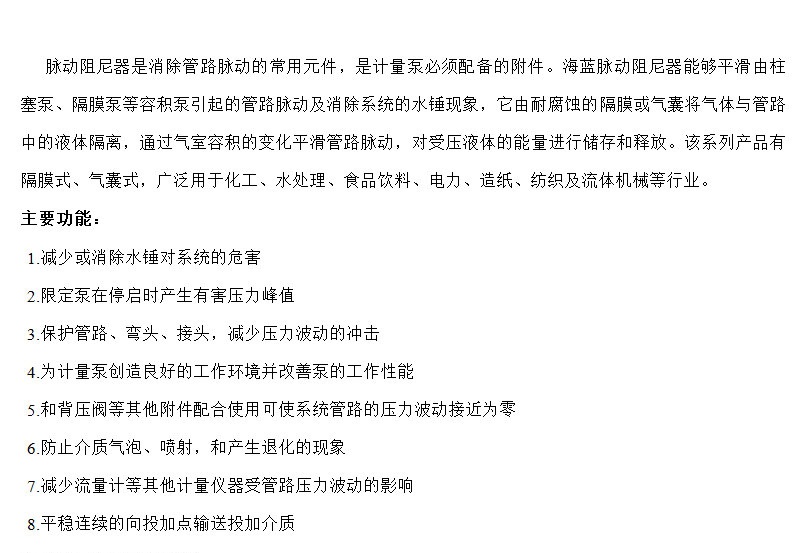 脉动阻尼器是消除管路脉动的常用元件，是计量泵必须配备的附件。海蓝脉动阻尼器能够平滑由柱
塞泵、隔膜泵等容积泵引起的管路脉动及消除系统的水锤现象，它由耐腐蚀的隔膜或气囊将气体与管路
中的液体隔离，通过气室容积的变化平滑管路脉动，对受压液体的能量进行储存和释放。该系列产品有
隔膜式、气囊式，广泛用于化工、水处理、食品饮料、电力、造纸、纺织及流体机械等行业。
主要功能：
1.减少或消除水锤对系统的危害
2.限定泵在停启时产生有害压力峰值
3.保护管路、弯头、接头，减少压力波动的冲击
4.为计量泵创造良好的工作环境并改善泵的工作性能
5.和背压阀等其他附件配合使用可使系统管路的压力波动接近为零
6.防止介质气泡、喷射，和产生退化的现象
7.减少流量计等其他计量仪器受管路压力波动的影响
8.平稳连续的向投加点输送投加介质